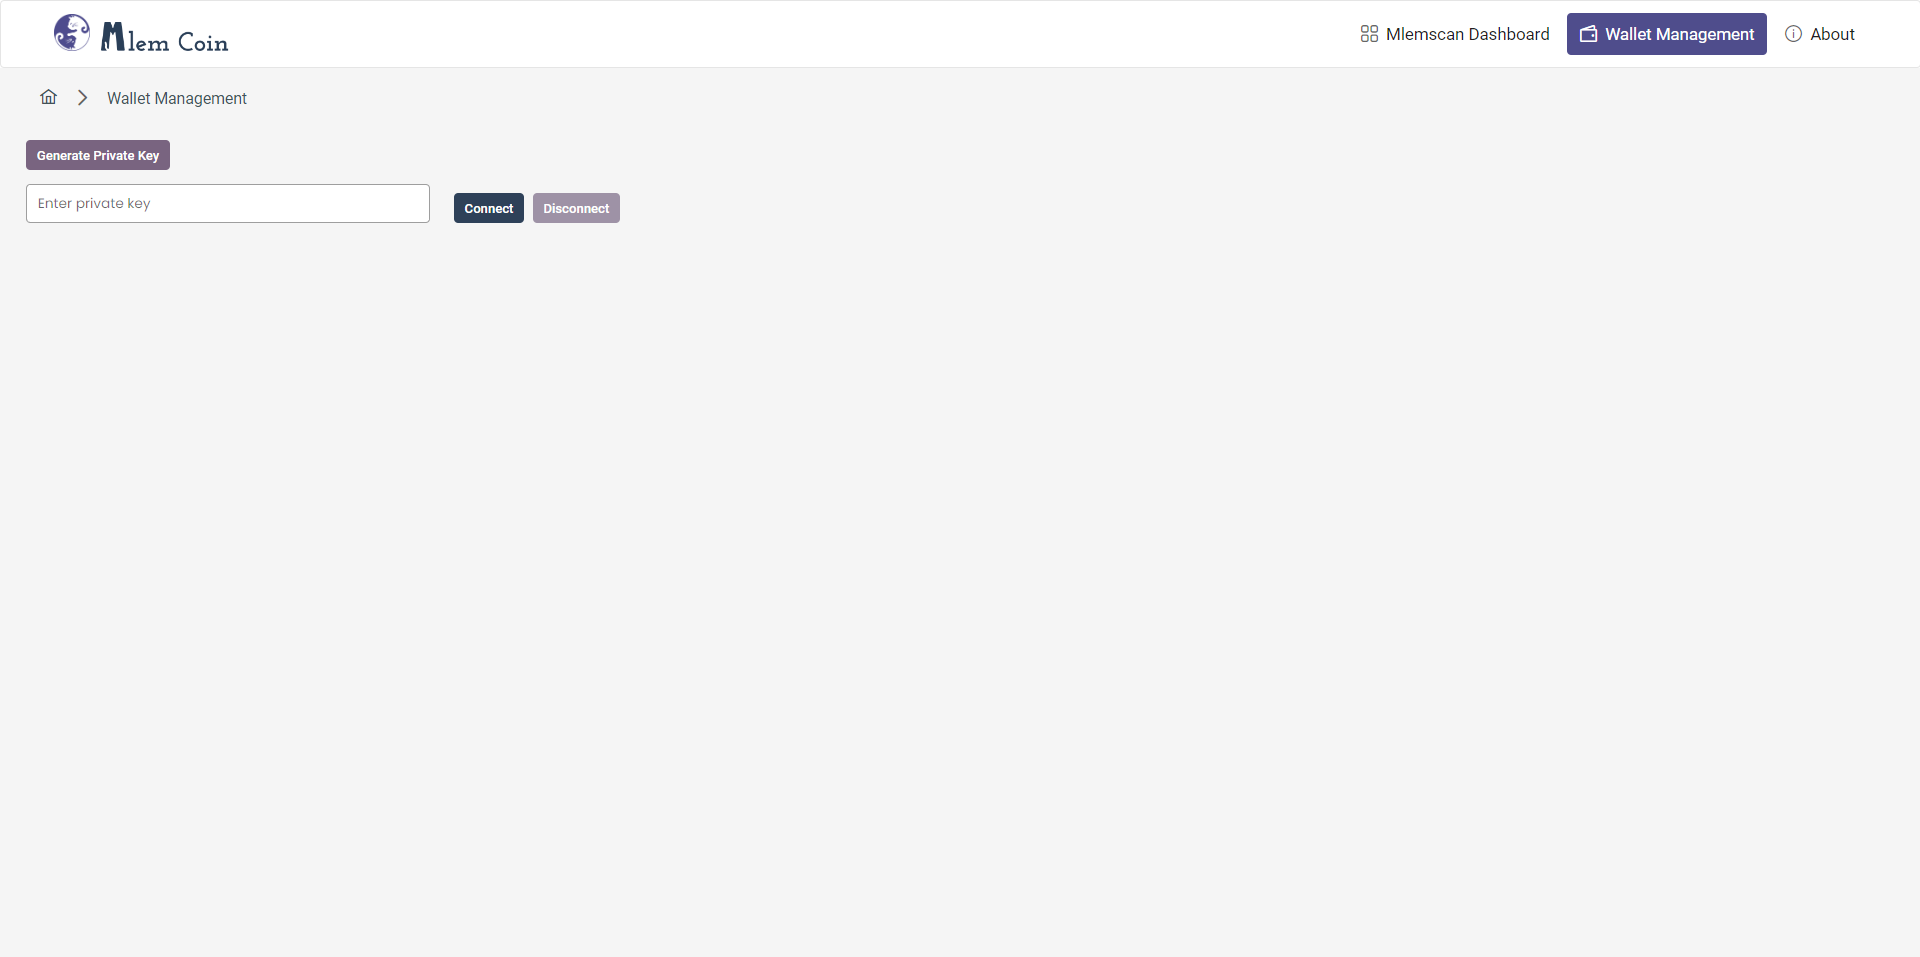 Mlem Coin
Mlemscan Dashboard
Wallet Management
About
Wallet Management
Generate Private Key
Enter private key
Connect
Disconnect